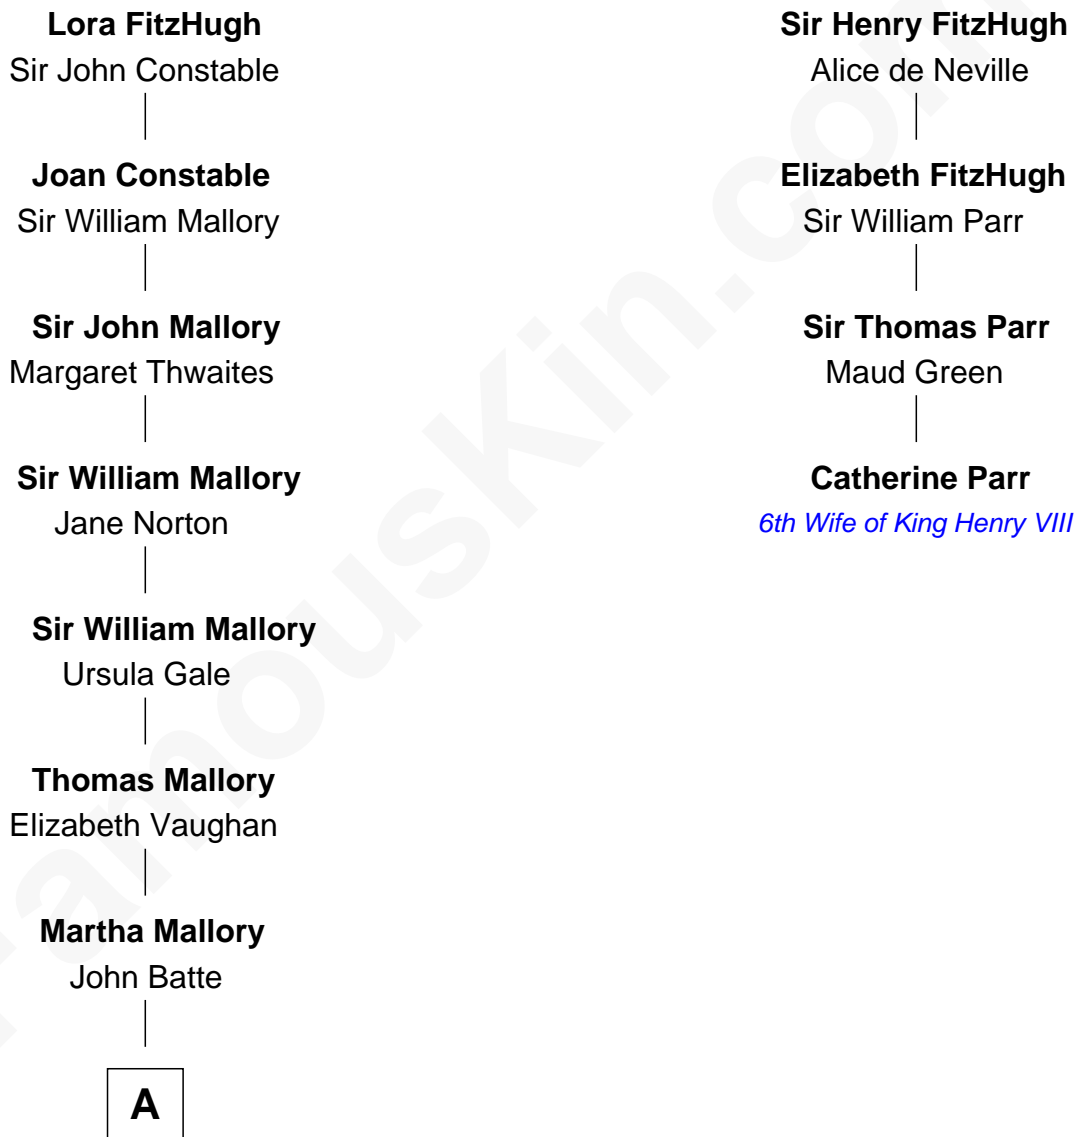 Lora FitzHugh
Sir John Constable
Joan Constable
Sir William Mallory
Sir John Mallory
Margaret Thwaites
Sir William Mallory
Jane Norton
Sir William Mallory
Ursula Gale
Thomas Mallory
Elizabeth Vaughan
Martha Mallory
John Batte
A
Sir Henry FitzHugh
Alice de Neville
Elizabeth FitzHugh
Sir William Parr
Sir Thomas Parr
Maud Green
Catherine Parr
6th Wife of King Henry VIII
FamousKin.com